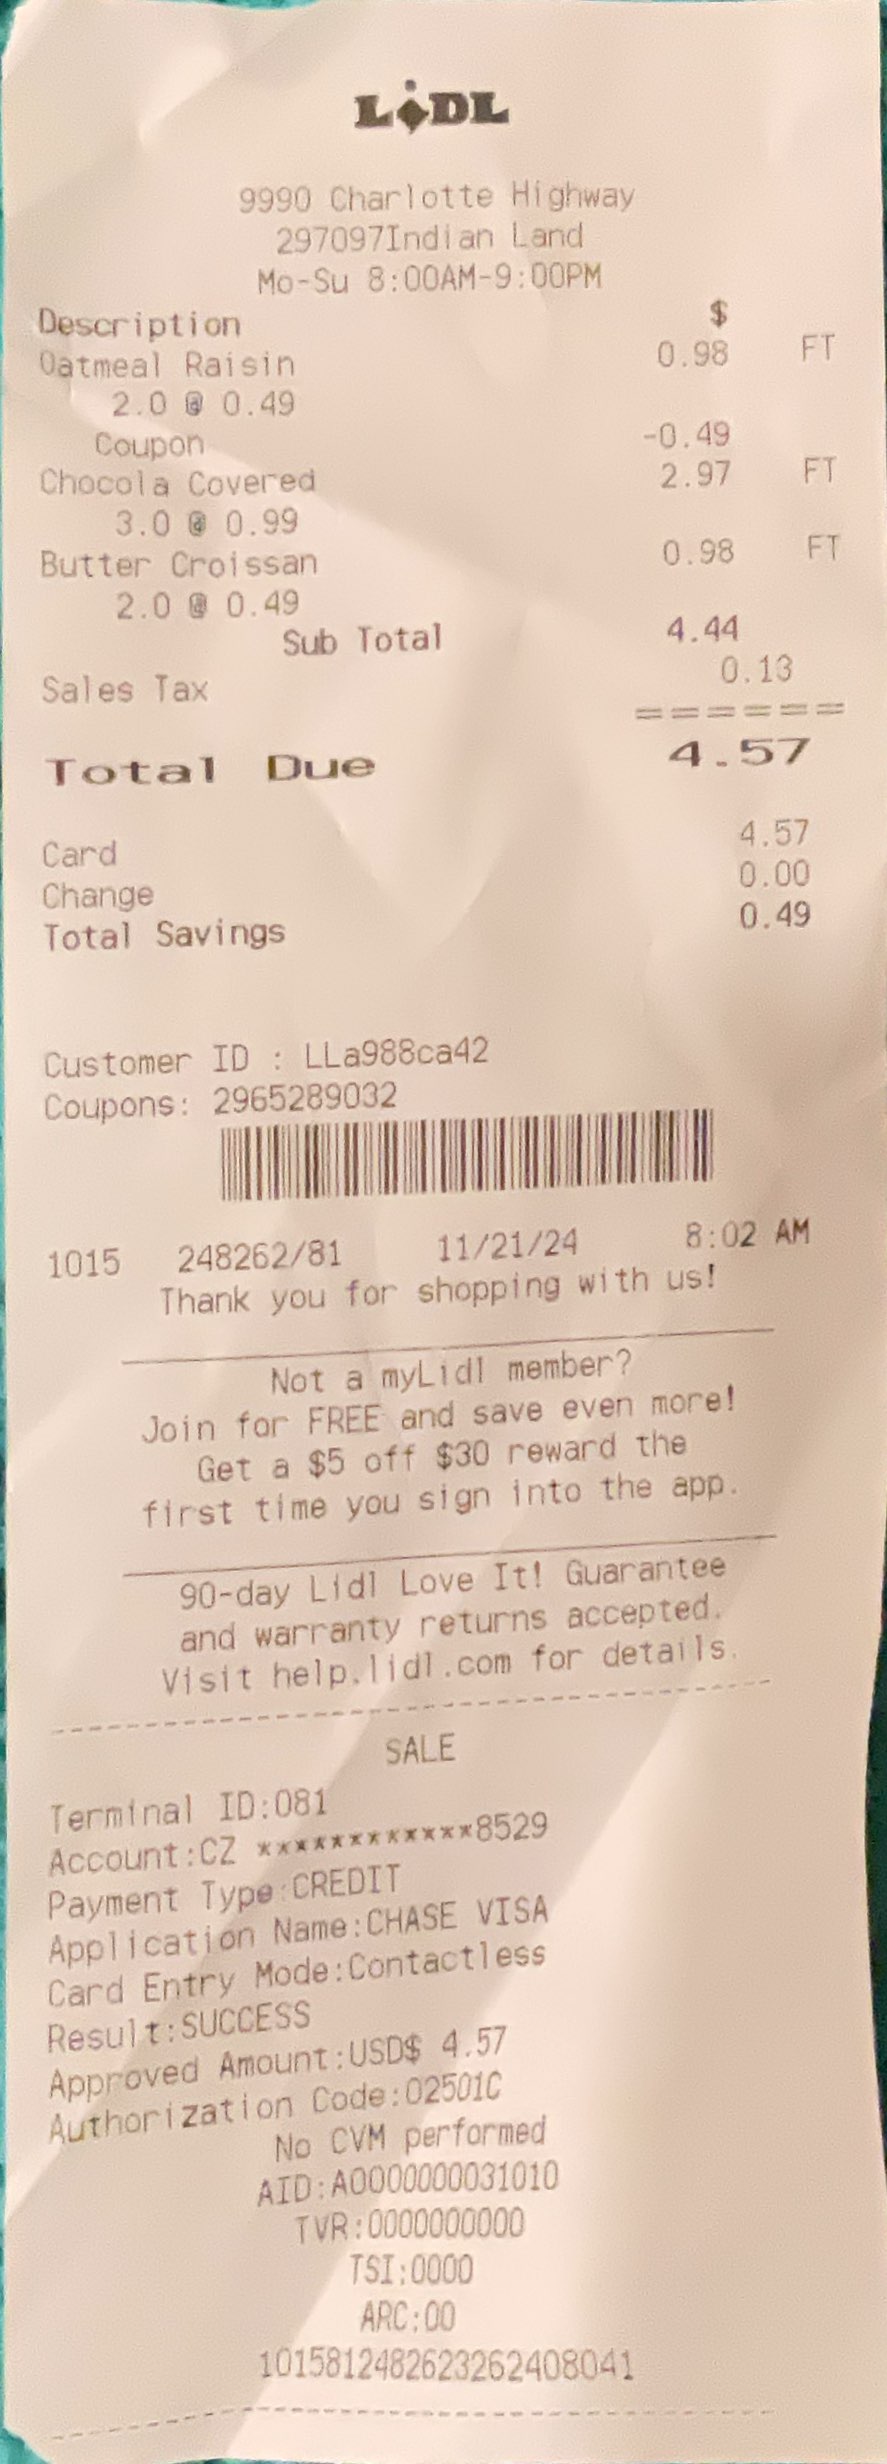 LiDL
9990 Charlotte Highway
297097Indian Land
Mo-Su 8:00AM-9:00PM
Description $
Oatmeal Raisin 0.98 FT
2.0 @ 0.49
Coupon -0.49
Chocola Covered 2.97 FT
3.0 @ 0.99
Butter Croissan 0.98 FT
2.0 @ 0.49
Sub Total 4.44
Sales Tax 0.13
======
Total Due 4.57
Card 4.57
Change 0.00
Total Savings 0.49
Customer ID : LLa988ca42
Coupons: 2965289032
1015 248262/81 11/21/24 8:02 AM
Thank you for shopping with us!
Not a myLidl member?
Join for FREE and save even more!
Get a $5 off $30 reward the
first time you sign into the app.
90-day Lidl Love It! Guarantee
and warranty returns accepted.
Visit help.lidl.com for details.
SALE
Terminal ID:081
Account:CZ ************8529
Payment Type:CREDIT
Application Name:CHASE VISA
Card Entry Mode:Contactless
Result:SUCCESS
Approved Amount:USD$ 4.57
Authorization Code:02501C
No CVM performed
AID:A0000000031010
TVR:0000000000
TSI:0000
ARC:00
1015812482623262408041